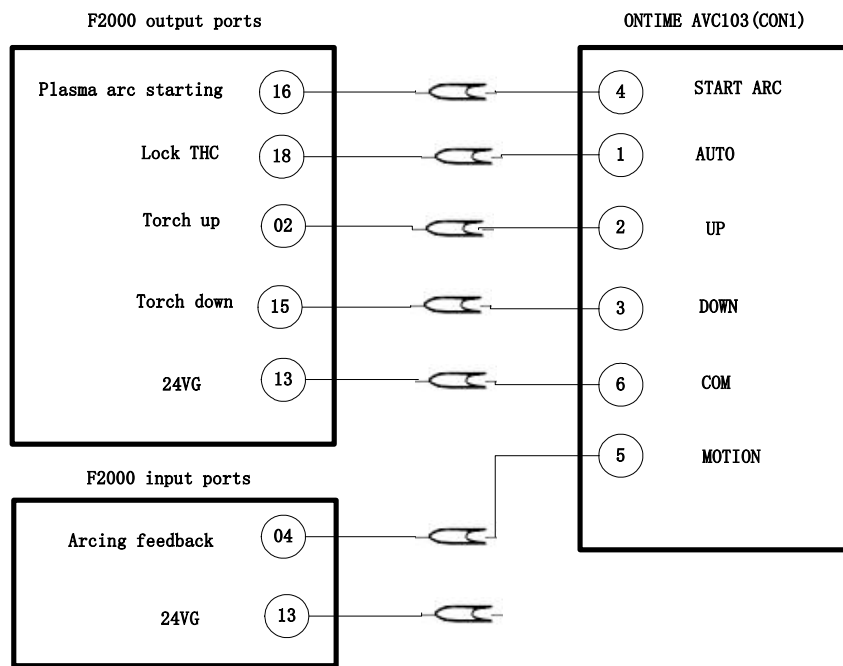 F2000 output ports
ONTIME AVC103(CON1)
Plasma arc starting 16
4 START ARC
Lock THC 18
1 AUTO
Torch up 02
2 UP
Torch down 15
3 DOWN
24VG 13
6 COM
5 MOTION
F2000 input ports
Arcing feedback 04
24VG 13